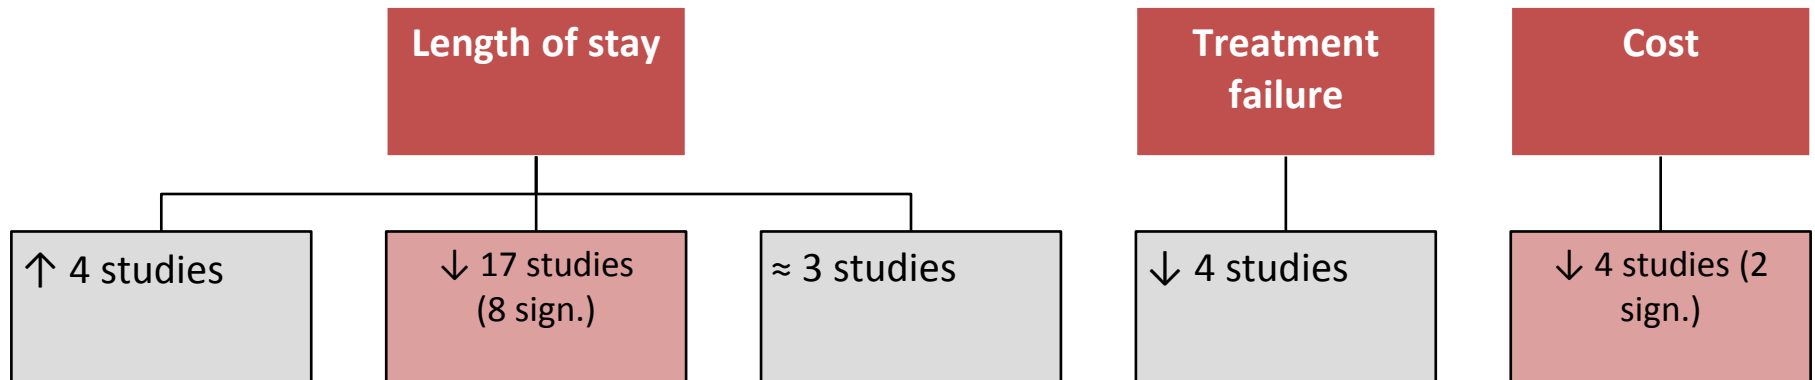 Length of stay
Treatment
failure
Cost
↑ 4 studies
↓ 17 studies
(8 sign.)
≈ 3 studies
↓ 4 studies
↓ 4 studies (2
sign.)